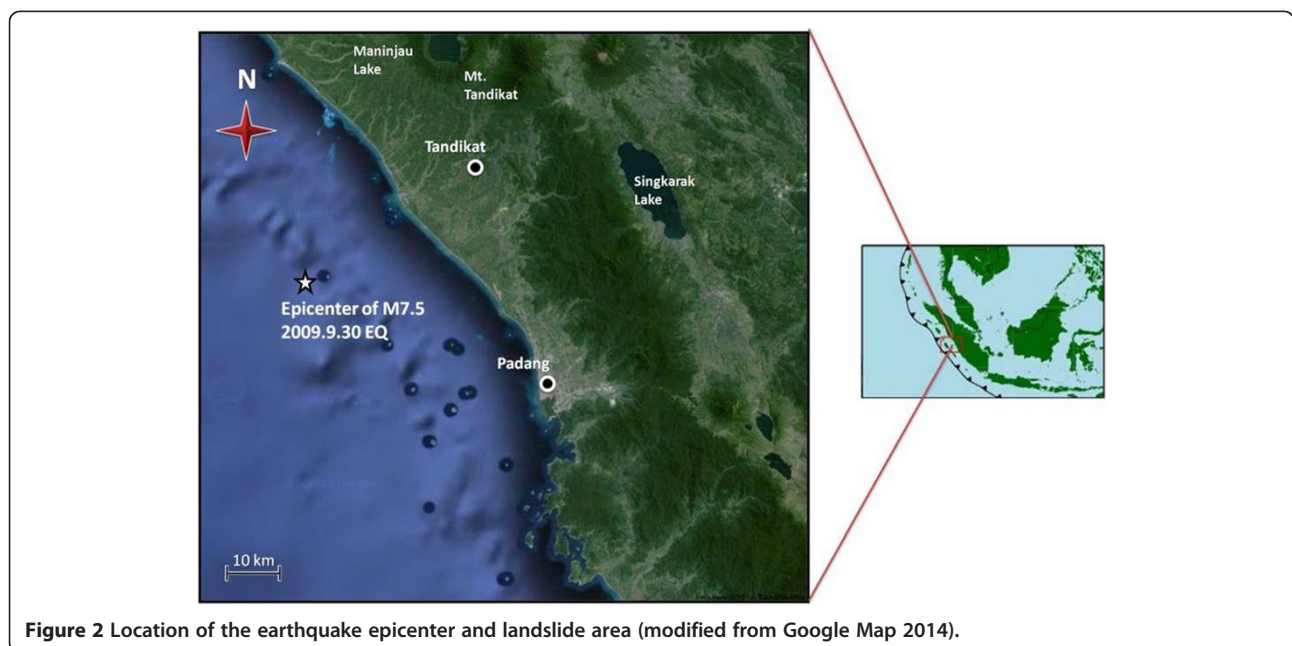 Maninjau
Lake
N
Mt.
Tandikat
Tandikat
Singkarak
Lake
Epicenter of M7.5
2009.9.30 EQ
Padang
10 km
Figure 2 Location of the earthquake epicenter and landslide area (modified from Google Map 2014).